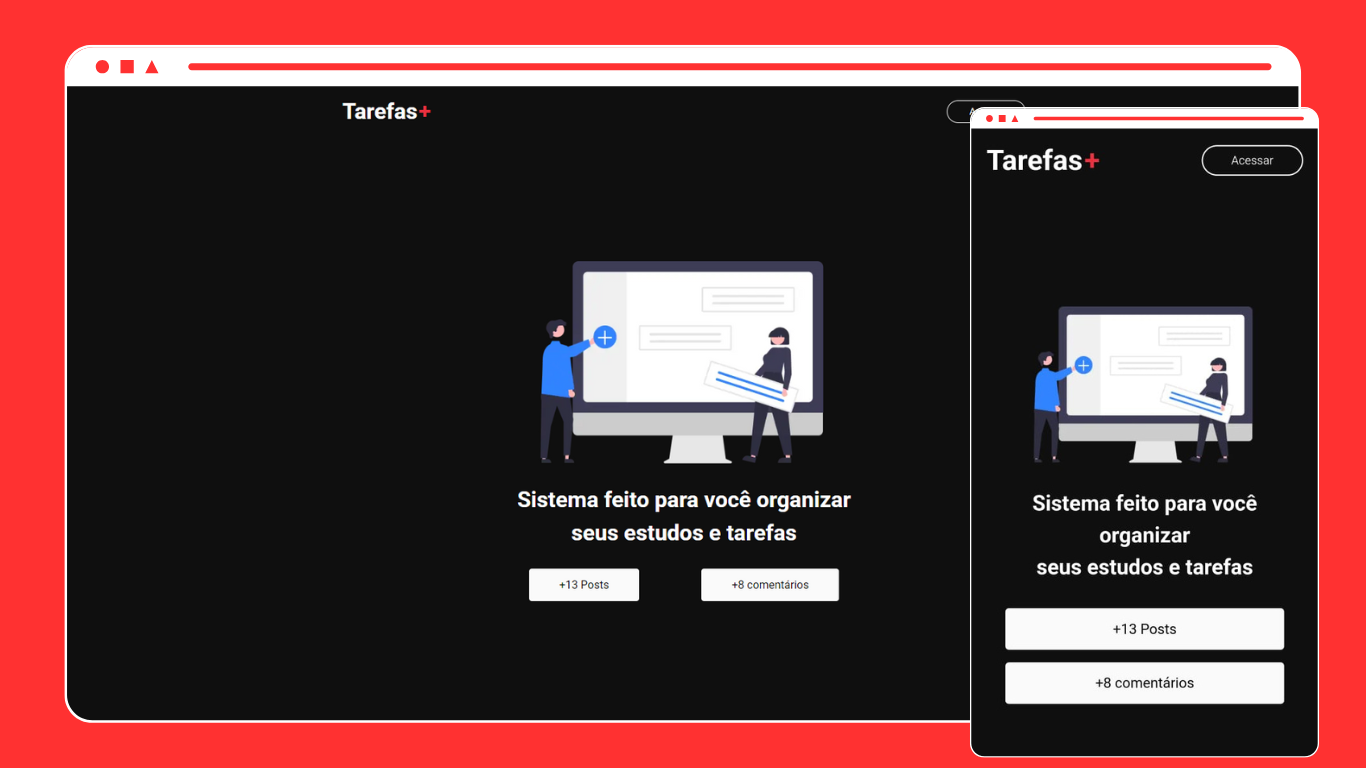 Tarefas+
Sistema feito para você organizar
seus estudos e tarefas
+13 Posts
+8 comentários
Tarefas+
Acessar
Sistema feito para você
organizar
seus estudos e tarefas
+13 Posts
+8 comentários